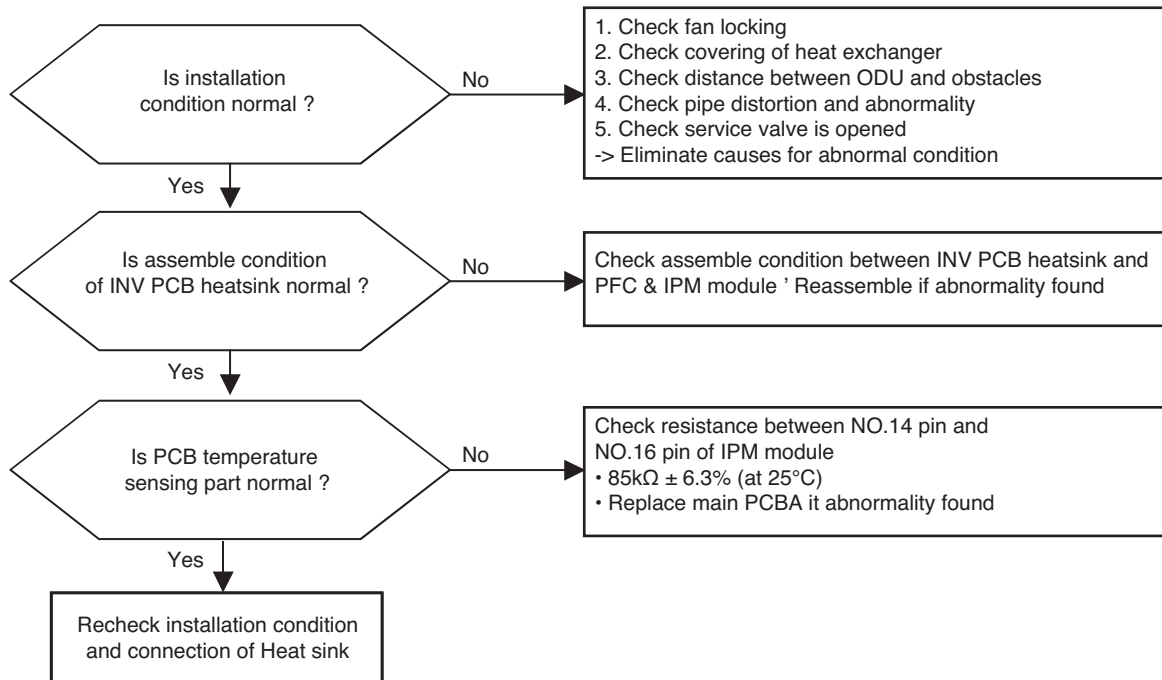 Is installation
condition normal ?
No
1. Check fan locking
2. Check covering of heat exchanger
3. Check distance between ODU and obstacles
4. Check pipe distortion and abnormality
5. Check service valve is opened
-> Eliminate causes for abnormal condition
Yes
Is assemble condition
of INV PCB heatsink normal ?
No
Check assemble condition between INV PCB heatsink and
PFC & IPM module ’ Reassemble if abnormality found
Yes
Is PCB temperature
sensing part normal ?
No
Check resistance between NO.14 pin and
NO.16 pin of IPM module
• 85kΩ ± 6.3% (at 25°C)
• Replace main PCBA it abnormality found
Yes
Recheck installation condition
and connection of Heat sink